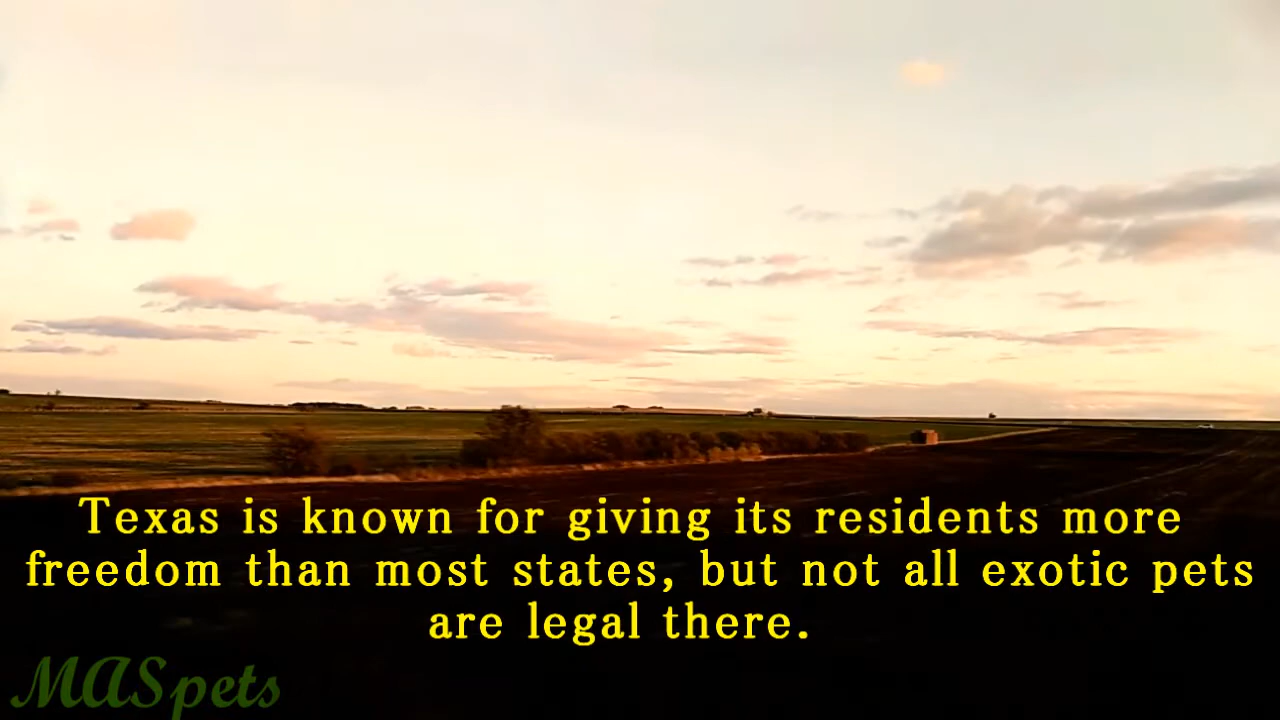 Texas is known for giving its residents more
freedom than most states, but not all exotic pets
are legal there.
MASpets